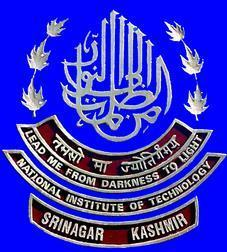 तमसो मा ज्योतिर्गमय
LEAD ME FROM DARKNESS TO LIGHT
NATIONAL INSTITUTE OF TECHNOLOGY
SRINAGAR KASHMIR